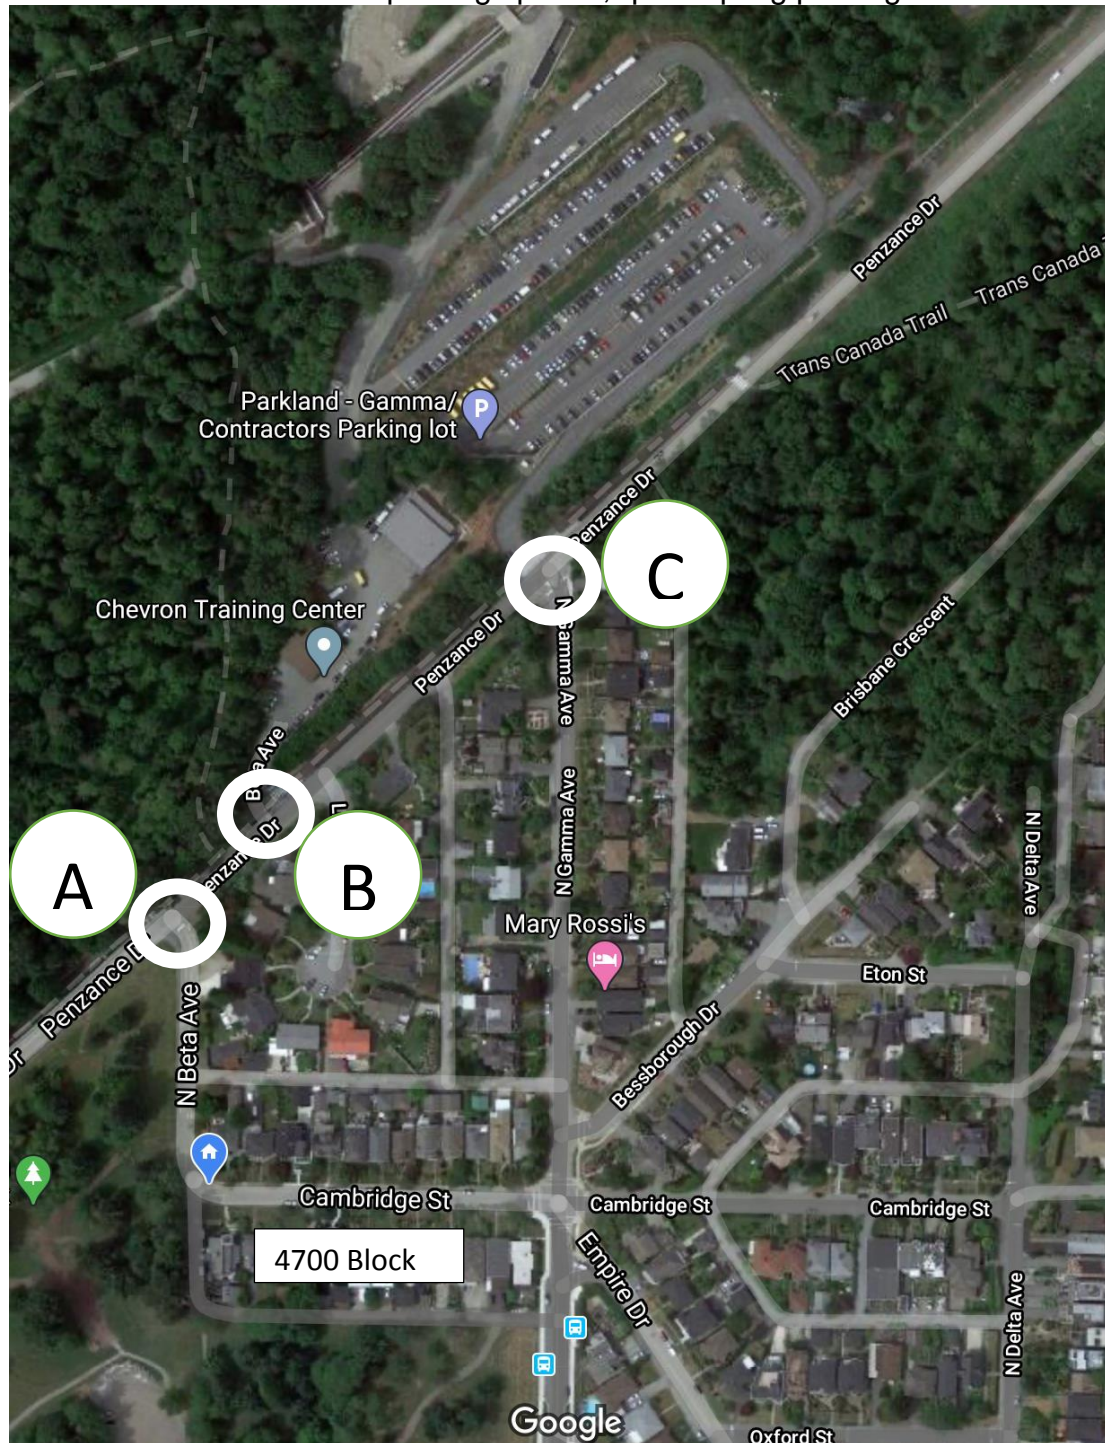 Penzance Dr
Trans Canada
Trans Canada Trail
Parkland - Gamma/
Contractors Parking lot
Penzance Dr
C
Chevron Training Center
N Gamma Ave
Penzance Dr
Brisbane Crescent
N Gamma Ave
N Delta Ave
A
B
Mary Rossi's
Penzance
Eton St
N Beta Ave
Bessborough Dr
Cambridge St
Cambridge St
Cambridge St
4700 Block
Empire Dr
N Delta Ave
Google
Oxford St